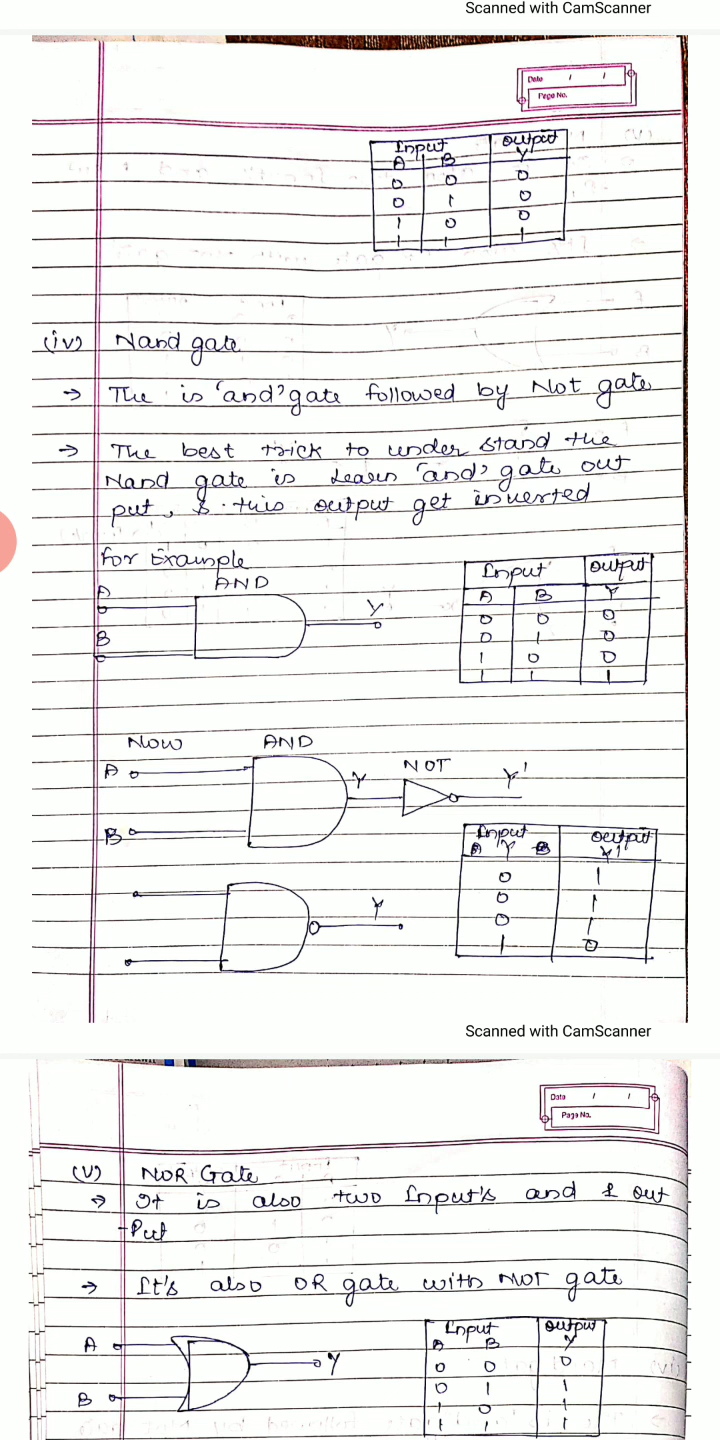 Scanned with CamScanner
Date / /
Page No.
Input Output
A B Y
0 0 0
0 1 0
1 0 0
1 1 1
(iv) Nand gate
→ The is 'and' gate followed by Not gate
→ The best trick to under stand the
Nand gate is Learn 'and' gate out
put, & this output get inverted
for Example
AND
A
B
Y
Input Output
A B Y
0 0 0
0 1 0
1 0 0
1 1 1
Now AND
A
NOT
Y Y'
B
Input Output
A Y B Y'
0 1
0 1
0 1
1 0
Y
Scanned with CamScanner
Date / /
Page No.
(V) NOR Gate
→ It is also two Input's and 1 out
Put
→ It's also OR gate with NOT gate
A
Y
B
Input Output
A B Y
0 0 0
0 1 1
1 0 1
1 1 1